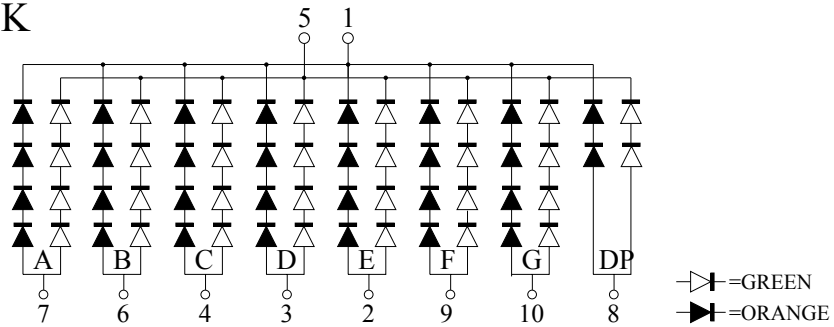 K
5 1
A B C D E F G DP
7 6 4 3 2 9 10 8
=GREEN
=ORANGE